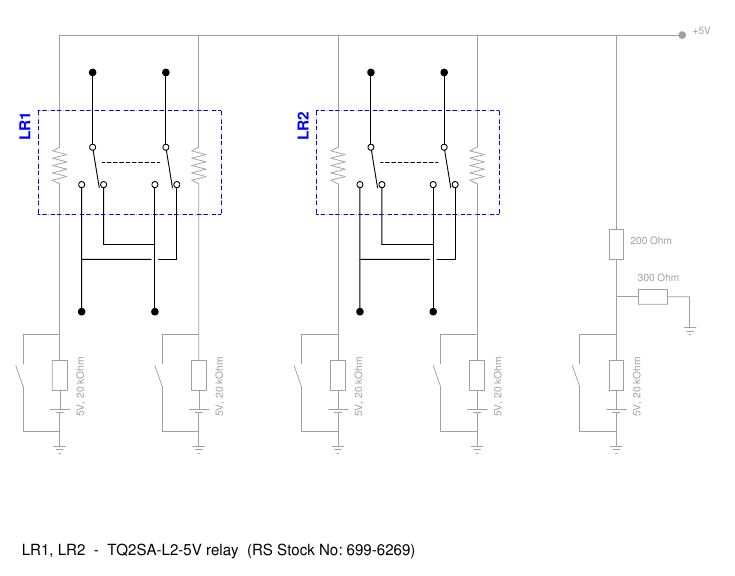 +5V
LR1
LR2
200 Ohm
300 Ohm
5V, 20 kOhm
5V, 20 kOhm
5V, 20 kOhm
5V, 20 kOhm
5V, 20 kOhm
LR1, LR2 - TQ2SA-L2-5V relay (RS Stock No: 699-6269)